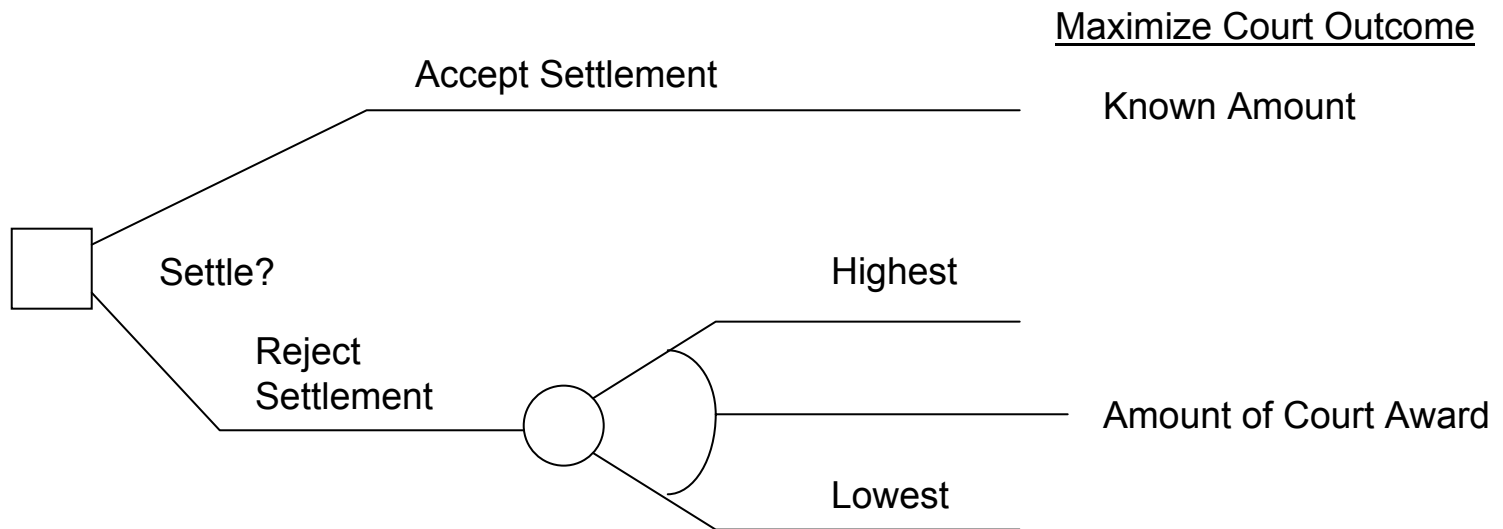 Maximize Court Outcome
Accept Settlement
Known Amount
Settle?
Highest
Reject
Settlement
Amount of Court Award
Lowest